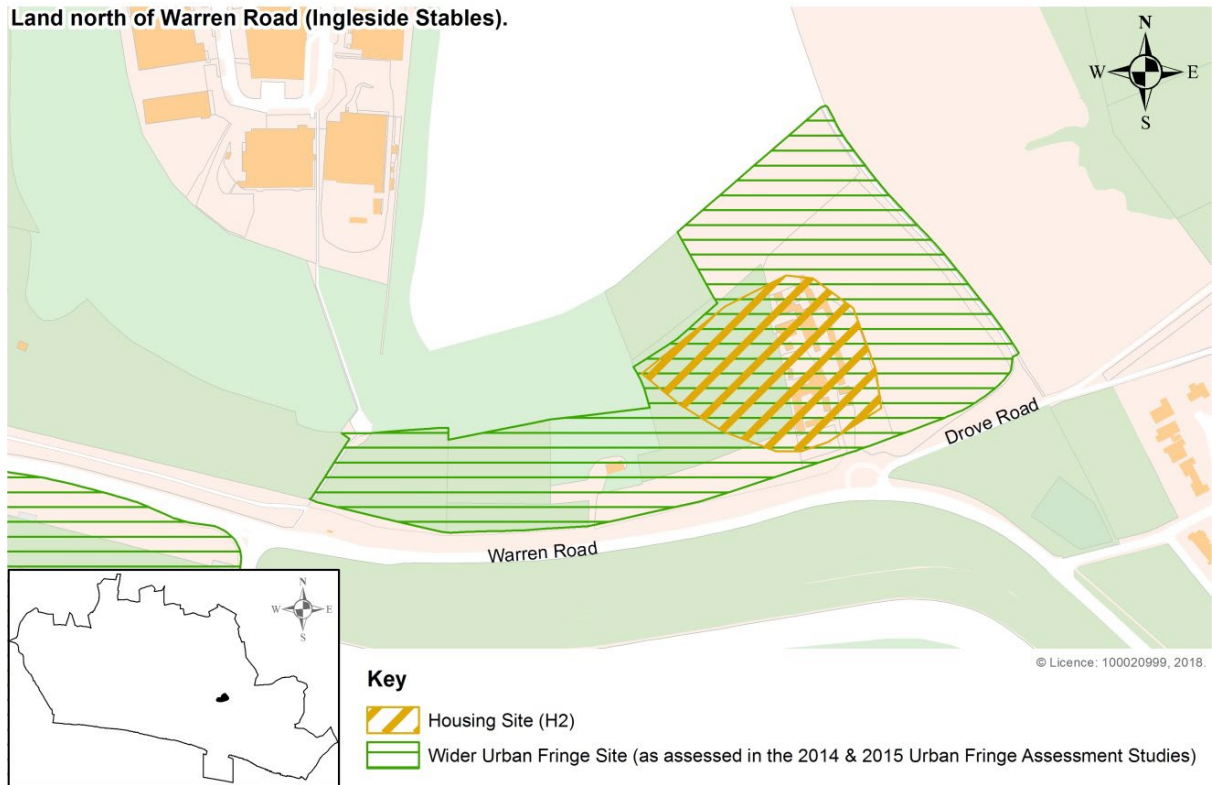 Land north of Warren Road (Ingleside Stables).
N
W E
S
Drove Road
Warren Road
© Licence: 100020999, 2018.
N
W E
S
Key
Housing Site (H2)
Wider Urban Fringe Site (as assessed in the 2014 & 2015 Urban Fringe Assessment Studies)